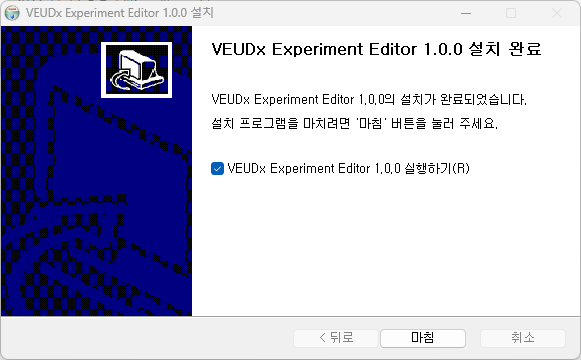 VEUDx Experiment Editor 1.0.0 설치
VEUDx Experiment Editor 1.0.0 설치 완료
VEUDx Experiment Editor 1.0.0의 설치가 완료되었습니다.
설치 프로그램을 마치려면 '마침' 버튼을 눌러 주세요.
VEUDx Experiment Editor 1.0.0 실행하기(R)
< 뒤로
마침
취소